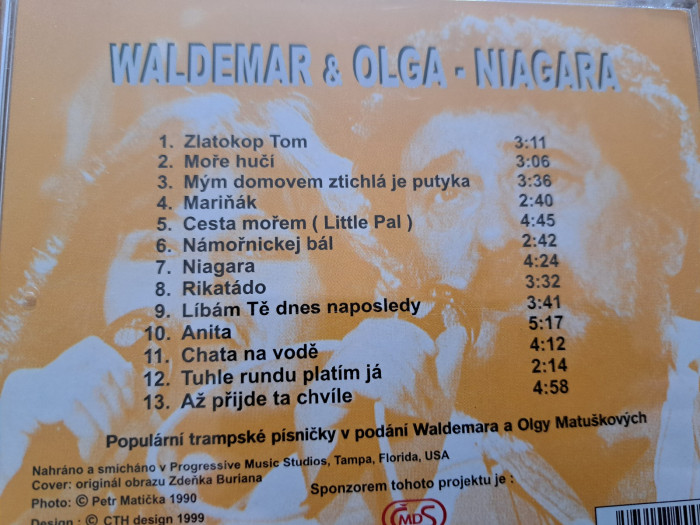 WALDEMAR & OLGA - NIAGARA
1. Zlatokop Tom 3:11
2. Moře hučí 3:06
3. Mým domovem ztichlá je putyka 3:36
4. Mariňák 2:40
5. Cesta mořem ( Little Pal ) 4:45
6. Námořnickej bál 2:42
7. Niagara 4:24
8. Rikatádo 3:32
9. Líbám Tě dnes naposledy 3:41
10. Anita 5:17
11. Chata na vodě 4:12
12. Tuhle rundu platím já 2:14
13. Až přijde ta chvíle 4:58
Populární trampské písničky v podání Waldemara a Olgy Matuškových
Nahráno a smícháno v Progressive Music Studios, Tampa, Florida, USA
Cover: originál obrazu Zdeňka Buriana
Photo: © Petr Matička 1990
Sponzorem tohoto projektu je :
Design : © CTH design 1999
ČMDS